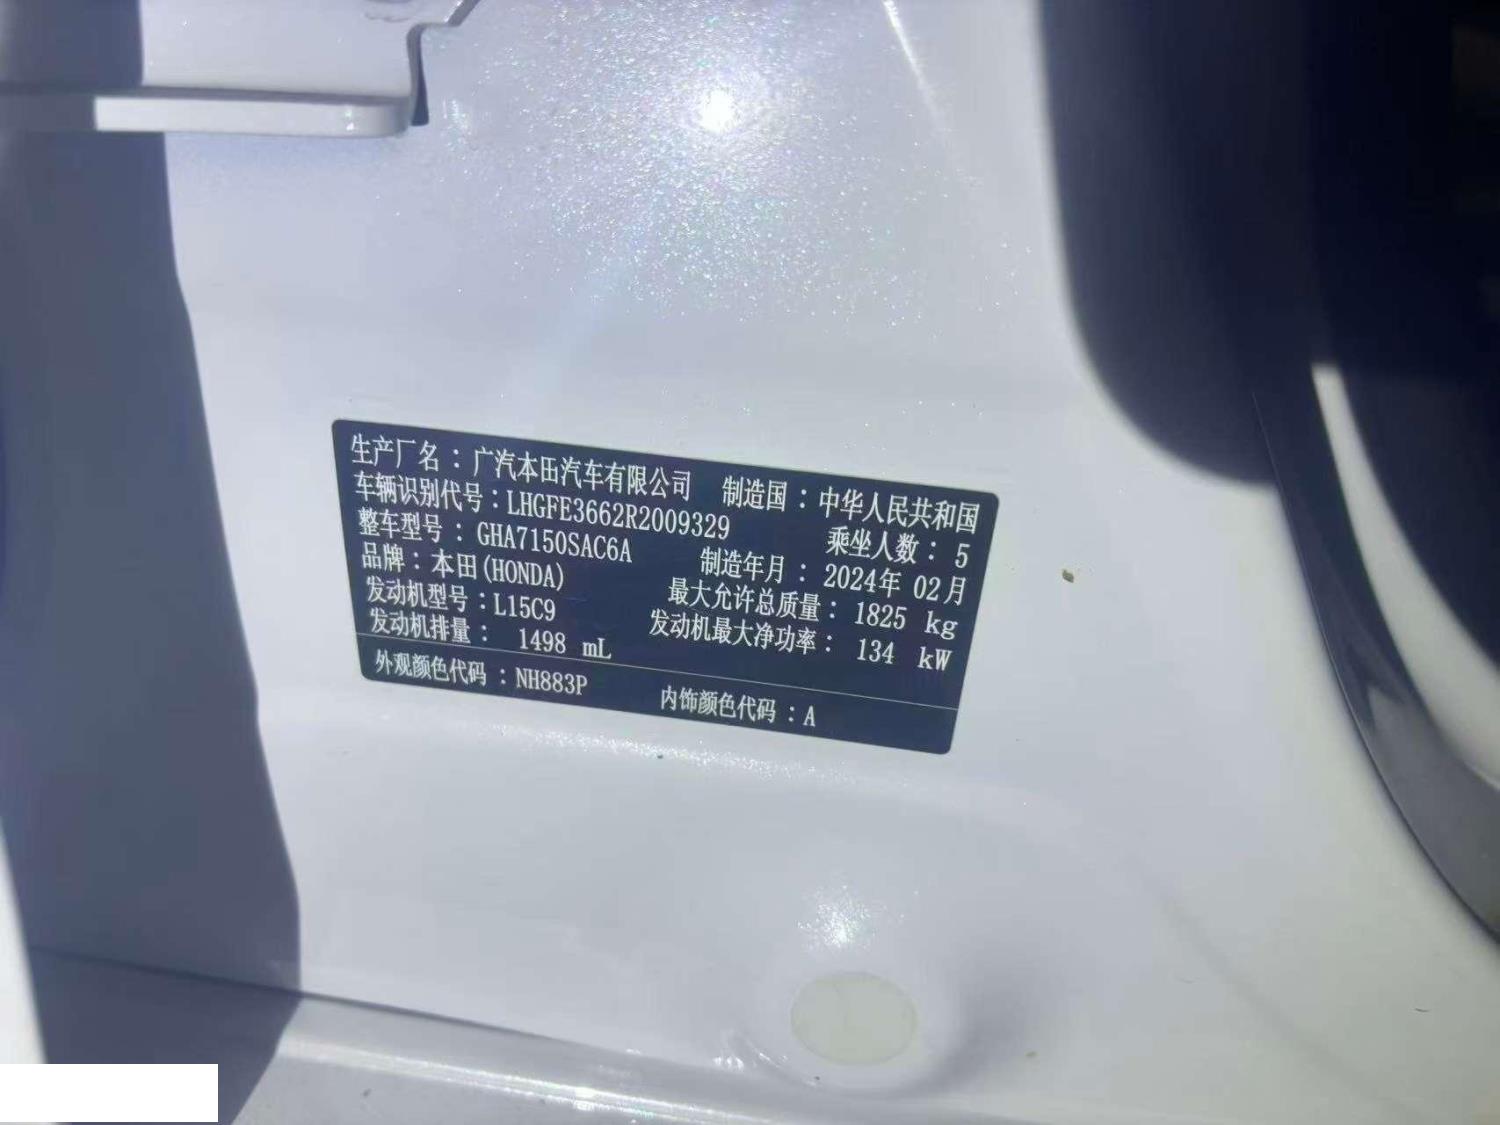 生产厂名：广汽本田汽车有限公司 制造国：中华人民共和国
车辆识别代号：LHGFE3662R2009329 乘坐人数：5
整车型号：GHA7150SAC6A 制造年月：2024年 02月
品牌：本田(HONDA) 最大允许总质量：1825 kg
发动机型号：L15C9 发动机最大净功率：134 kW
发动机排量：1498 mL
外观颜色代码：NH883P 内饰颜色代码：A